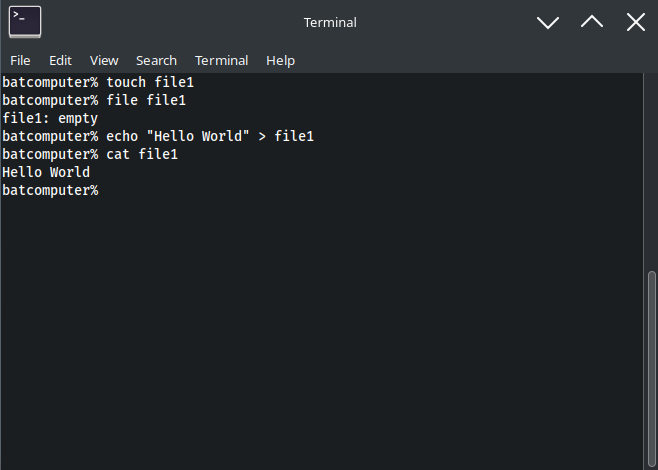 >_
Terminal
File Edit View Search Terminal Help
batcomputer% touch file1
batcomputer% file file1
file1: empty
batcomputer% echo "Hello World" > file1
batcomputer% cat file1
Hello World
batcomputer%